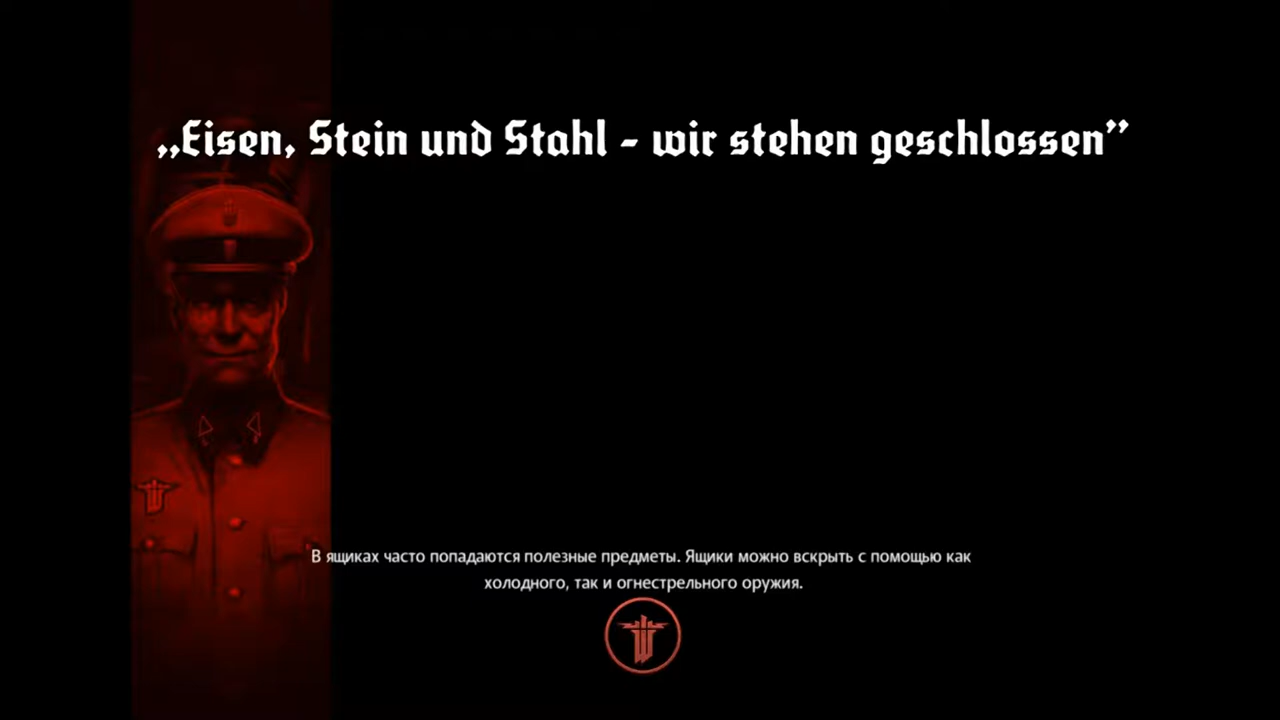 „Eisen, Stein und Stahl - wir stehen geschlossen”
В ящиках часто попадаются полезные предметы. Ящики можно вскрыть с помощью как
холодного, так и огнестрельного оружия.